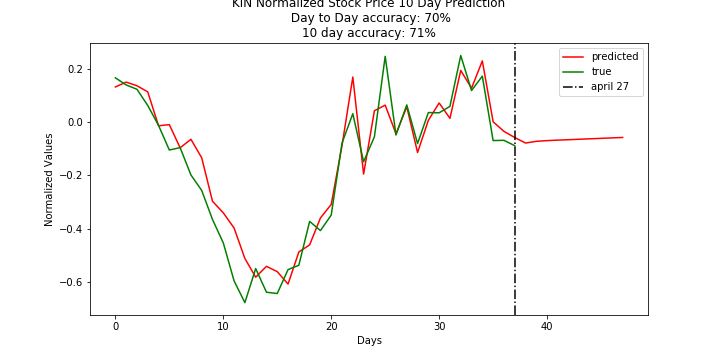 KIN Normalized Stock Price 10 Day Prediction
Day to Day accuracy: 70%
10 day accuracy: 71%
predicted
true
april 27
Normalized Values
0.2
0.0
−0.2
−0.4
−0.6
0
10
20
30
40
Days